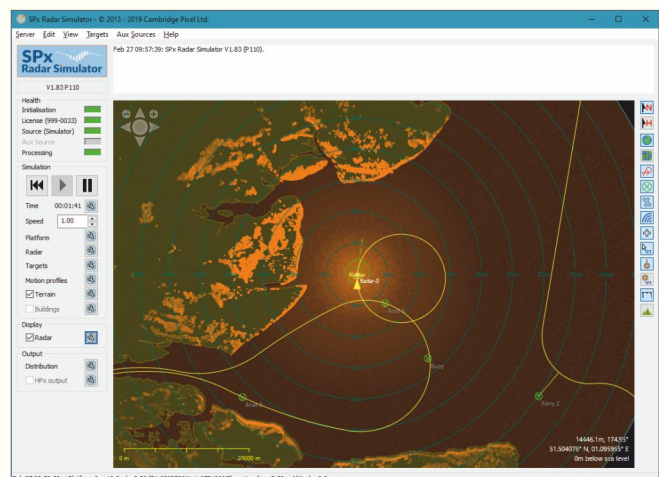 SPx Radar Simulator - © 2013 - 2019 Cambridge Pixel Ltd.
Server Edit View Targets Aux Sources Help
SPx
Radar Simulator
V1.83 P110
Feb 27 09:57:39: SPx Radar Simulator V1.83 (P110).
Health
Initialisation
License (999-0033)
Source (Simulator)
Aux Source
Processing
Simulation
Time 00:01:41
Speed 1.00
Platform
Radar
Targets
Motion profiles
Terrain
Buildings
Display
Radar
Output
Distribution
HPx output
Radar-0
Buoy
Ferry 2
0 m
20000 m
14446.1m, 174.95°
51.504076° N, 01.095955° E
0m below sea level